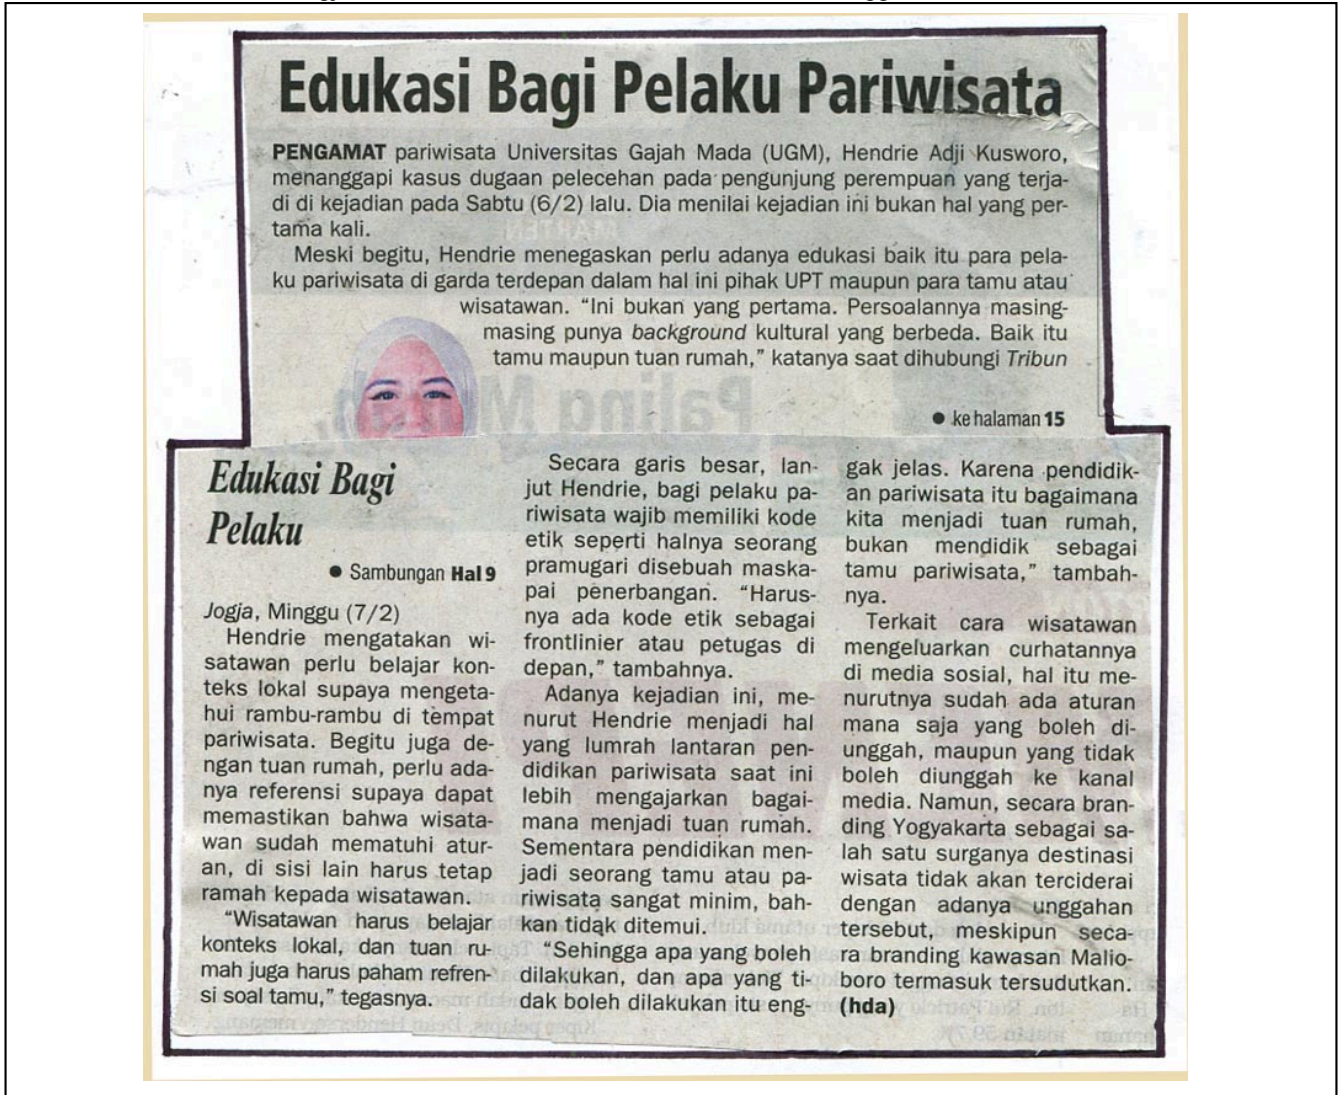 Edukasi Bagi Pelaku Pariwisata
PENGAMAT pariwisata Universitas Gajah Mada (UGM), Hendrie Adji Kusworo,
menanggapi kasus dugaan pelecehan pada pengunjung perempuan yang terja-
di di kejadian pada Sabtu (6/2) lalu. Dia menilai kejadian ini bukan hal yang per-
tama kali.
Meski begitu, Hendrie menegaskan perlu adanya edukasi baik itu para pela-
ku pariwisata di garda terdepan dalam hal ini pihak UPT maupun para tamu atau
wisatawan. “Ini bukan yang pertama. Persoalannya masing-
masing punya background kultural yang berbeda. Baik itu
tamu maupun tuan rumah,” katanya saat dihubungi Tribun
● ke halaman 15
Edukasi Bagi
Pelaku
● Sambungan Hal 9
Jogja, Minggu (7/2)
Hendrie mengatakan wi-
satawan perlu belajar kon-
teks lokal supaya mengeta-
hui rambu-rambu di tempat
pariwisata. Begitu juga de-
ngan tuan rumah, perlu ada-
nya referensi supaya dapat
memastikan bahwa wisata-
wan sudah mematuhi atur-
an, di sisi lain harus tetap
ramah kepada wisatawan.
“Wisatawan harus belajar
konteks lokal, dan tuan ru-
mah juga harus paham refren-
si soal tamu,” tegasnya.
Secara garis besar, lan-
jut Hendrie, bagi pelaku pa-
riwisata wajib memiliki kode
etik seperti halnya seorang
pramugari disebuah maska-
pai penerbangan. “Harus-
nya ada kode etik sebagai
frontlinier atau petugas di
depan,” tambahnya.
Adanya kejadian ini, me-
nurut Hendrie menjadi hal
yang lumrah lantaran pen-
didikan pariwisata saat ini
lebih mengajarkan bagai-
mana menjadi tuan rumah.
Sementara pendidikan men-
jadi seorang tamu atau pa-
riwisata sangat minim, bah-
kan tidak ditemui.
“Sehingga apa yang boleh
dilakukan, dan apa yang ti-
dak boleh dilakukan itu eng-
gak jelas. Karena pendidik-
an pariwisata itu bagaimana
kita menjadi tuan rumah,
bukan mendidik sebagai
tamu pariwisata,” tambah-
nya.
Terkait cara wisatawan
mengeluarkan curhatannya
di media sosial, hal itu me-
nurutnya sudah ada aturan
mana saja yang boleh di-
unggah, maupun yang tidak
boleh diunggah ke kanal
media. Namun, secara bran-
ding Yogyakarta sebagai sa-
lah satu surganya destinasi
wisata tidak akan terciderai
dengan adanya unggahan
tersebut, meskipun seca-
ra branding kawasan Malio-
boro termasuk tersudutkan.
(hda)